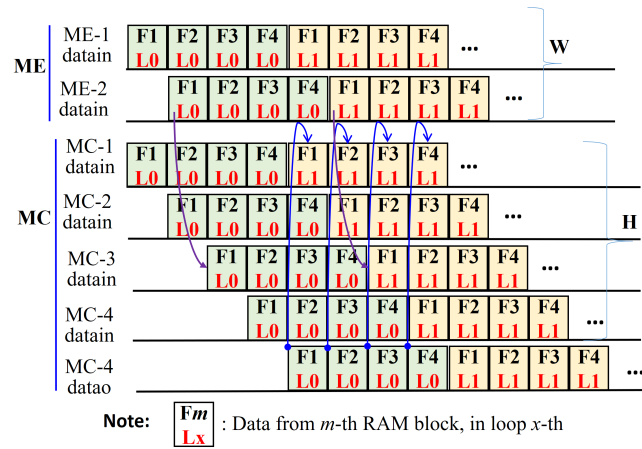 ME
ME-1 datain
F1 F2 F3 F4 F1 F2 F3 F4 ...
L0 L0 L0 L0 L1 L1 L1 L1
W
ME-2 datain
F1 F2 F3 F4 F1 F2 F3 F4 ...
L0 L0 L0 L0 L1 L1 L1 L1
MC
MC-1 datain
F1 F2 F3 F4 F1 F2 F3 F4 ...
L0 L0 L0 L0 L1 L1 L1 L1
MC-2 datain
F1 F2 F3 F4 F1 F2 F3 F4 ...
L0 L0 L0 L0 L1 L1 L1 L1
H
MC-3 datain
F1 F2 F3 F4 F1 F2 F3 F4 ...
L0 L0 L0 L0 L1 L1 L1 L1
MC-4 datain
F1 F2 F3 F4 F1 F2 F3 F4 ...
L0 L0 L0 L0 L1 L1 L1 L1
MC-4 datao
F1 F2 F3 F4 F1 F2 F3 F4 ...
L0 L0 L0 L0 L1 L1 L1 L1
Note: Fm Lx : Data from m-th RAM block, in loop x-th